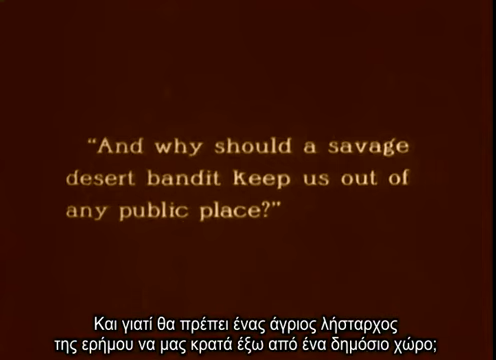 “And why should a savage
desert bandit keep us out of
any public place?”
Και γιατί θα πρέπει ένας άγριος λήσταρχος
της ερήμου να μας κρατά έξω από ένα δημόσιο χώρο;